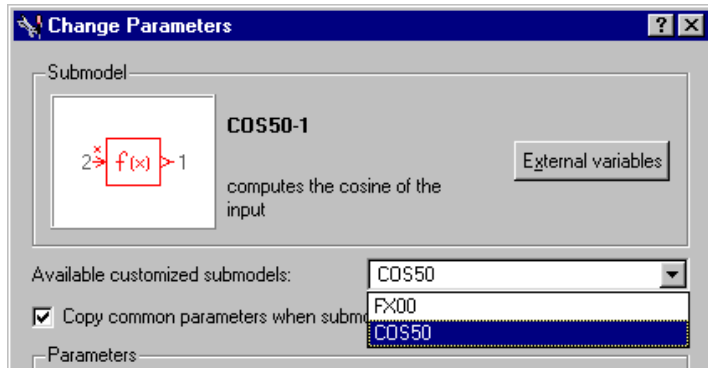 Change Parameters
Submodel
COS50-1
2 x f(x) 1
External variables
computes the cosine of the
input
Available customized submodels:
COS50
FX00
Copy common parameters when submo
COS50
Parameters